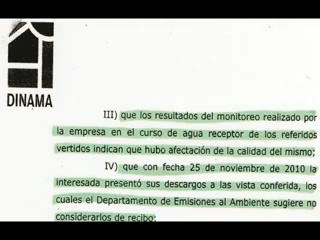 DINAMA
III) que los resultados del monitoreo realizado por
la empresa en el curso de agua receptor de los referidos
vertidos indican que hubo afectación de la calidad del mismo;
IV) que con fecha 25 de noviembre de 2010 la
interesada presentó sus descargos a las vista conferida, los
cuales el Departamento de Emisiones al Ambiente sugiere no
considerarlos de recibo;